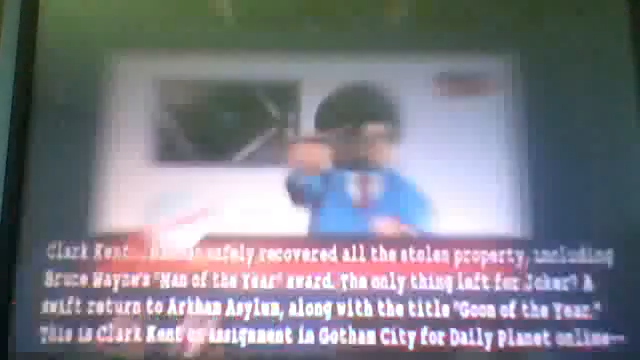 Clark Kent: safely recovered all the stolen property, including
Bruce Wayne's "Man of the Year" award. The only thing left for Joker? A
swift return to Arkham Asylum, along with the title "Goon of the Year."
This is Clark Kent on assignment in Gotham City for Daily Planet online--